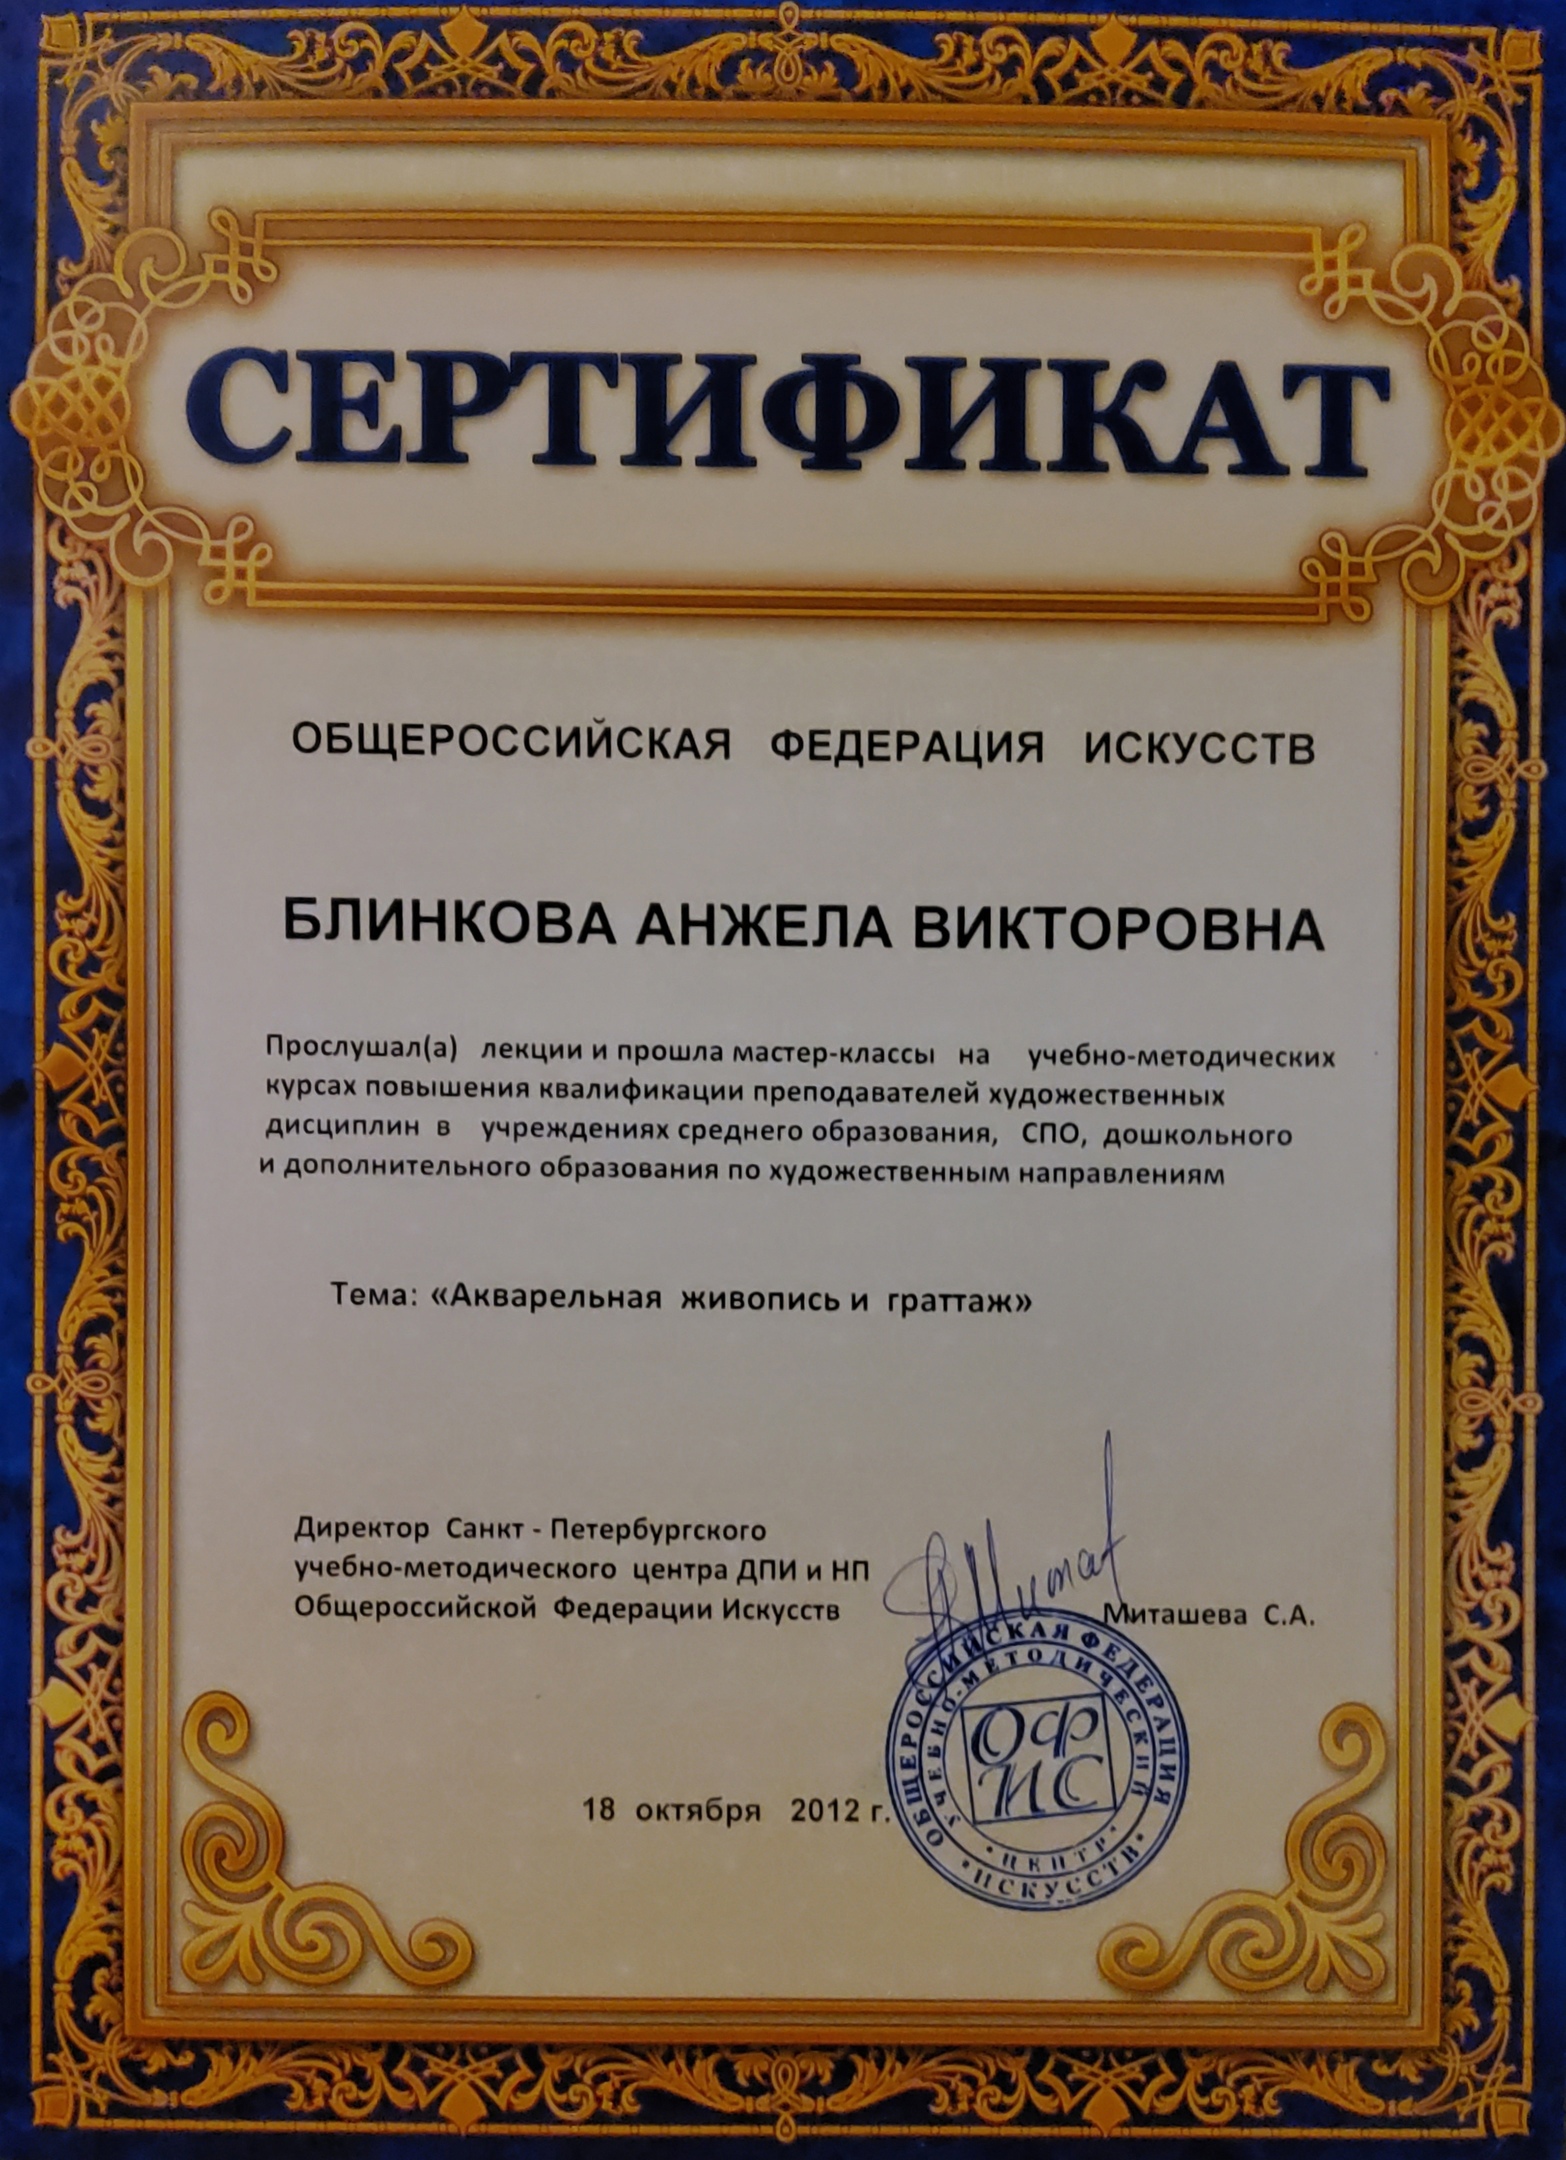 СЕРТИФИКАТ
ОБЩЕРОССИЙСКАЯ ФЕДЕРАЦИЯ ИСКУССТВ
БЛИНКОВА АНЖЕЛА ВИКТОРОВНА
Прослушал(а) лекции и прошла мастер-классы на учебно-методических
курсах повышения квалификации преподавателей художественных
дисциплин в учреждениях среднего образования, СПО, дошкольного
и дополнительного образования по художественным направлениям
Тема: «Акварельная живопись и граттаж»
Директор Санкт - Петербургского
учебно-методического центра ДПИ и НП
Общероссийской Федерации Искусств
Миташева С.А.
ОБЩЕРОССИЙСКАЯ ФЕДЕРАЦИЯ
• ИСКУССТВ •
УЧЕБНО-МЕТОДИЧЕСКИЙ
• ЦЕНТР •
ОФ
ИС
18 октября 2012 г.